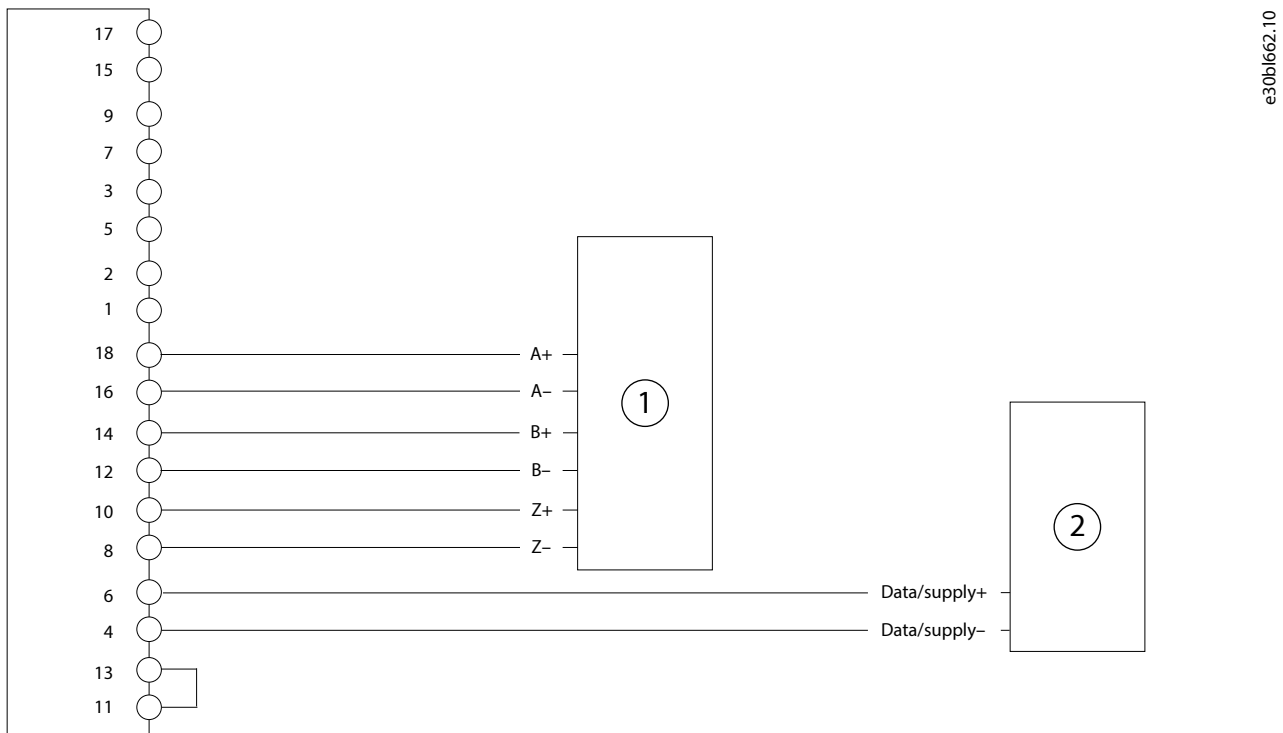 e30bl662.10
17
15
9
7
3
5
2
1
18 A+
16 A–
1
14 B+
12 B–
10 Z+
2
8 Z–
6 Data/supply+
4 Data/supply–
13
11